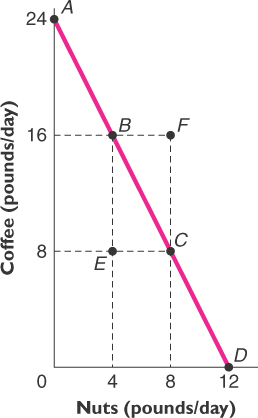 24
A
16
B
F
8
E
C
D
0
4
8
12
Coffee (pounds/day)
Nuts (pounds/day)